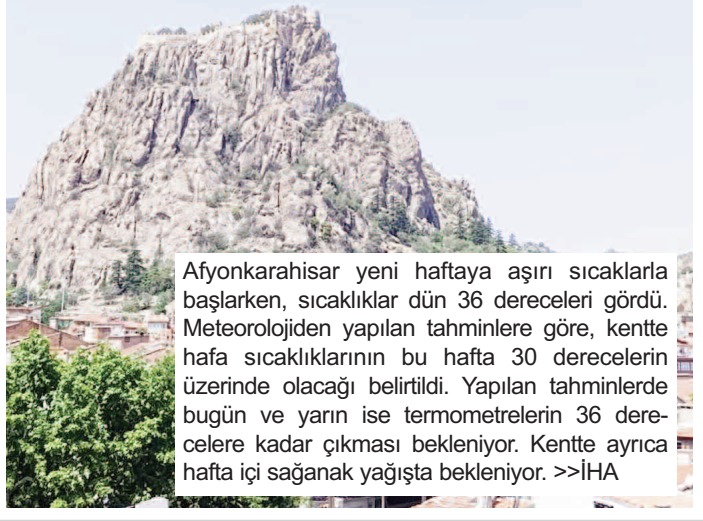 Afyonkarahisar yeni haftaya aşırı sıcaklarla
başlarken, sıcaklıklar dün 36 dereceleri gördü.
Meteorolojiden yapılan tahminlere göre, kentte
hafa sıcaklıklarının bu hafta 30 derecelerin
üzerinde olacağı belirtildi. Yapılan tahminlerde
bugün ve yarın ise termometrelerin 36 dere-
celere kadar çıkması bekleniyor. Kentte ayrıca
hafta içi sağanak yağışta bekleniyor. >>İHA